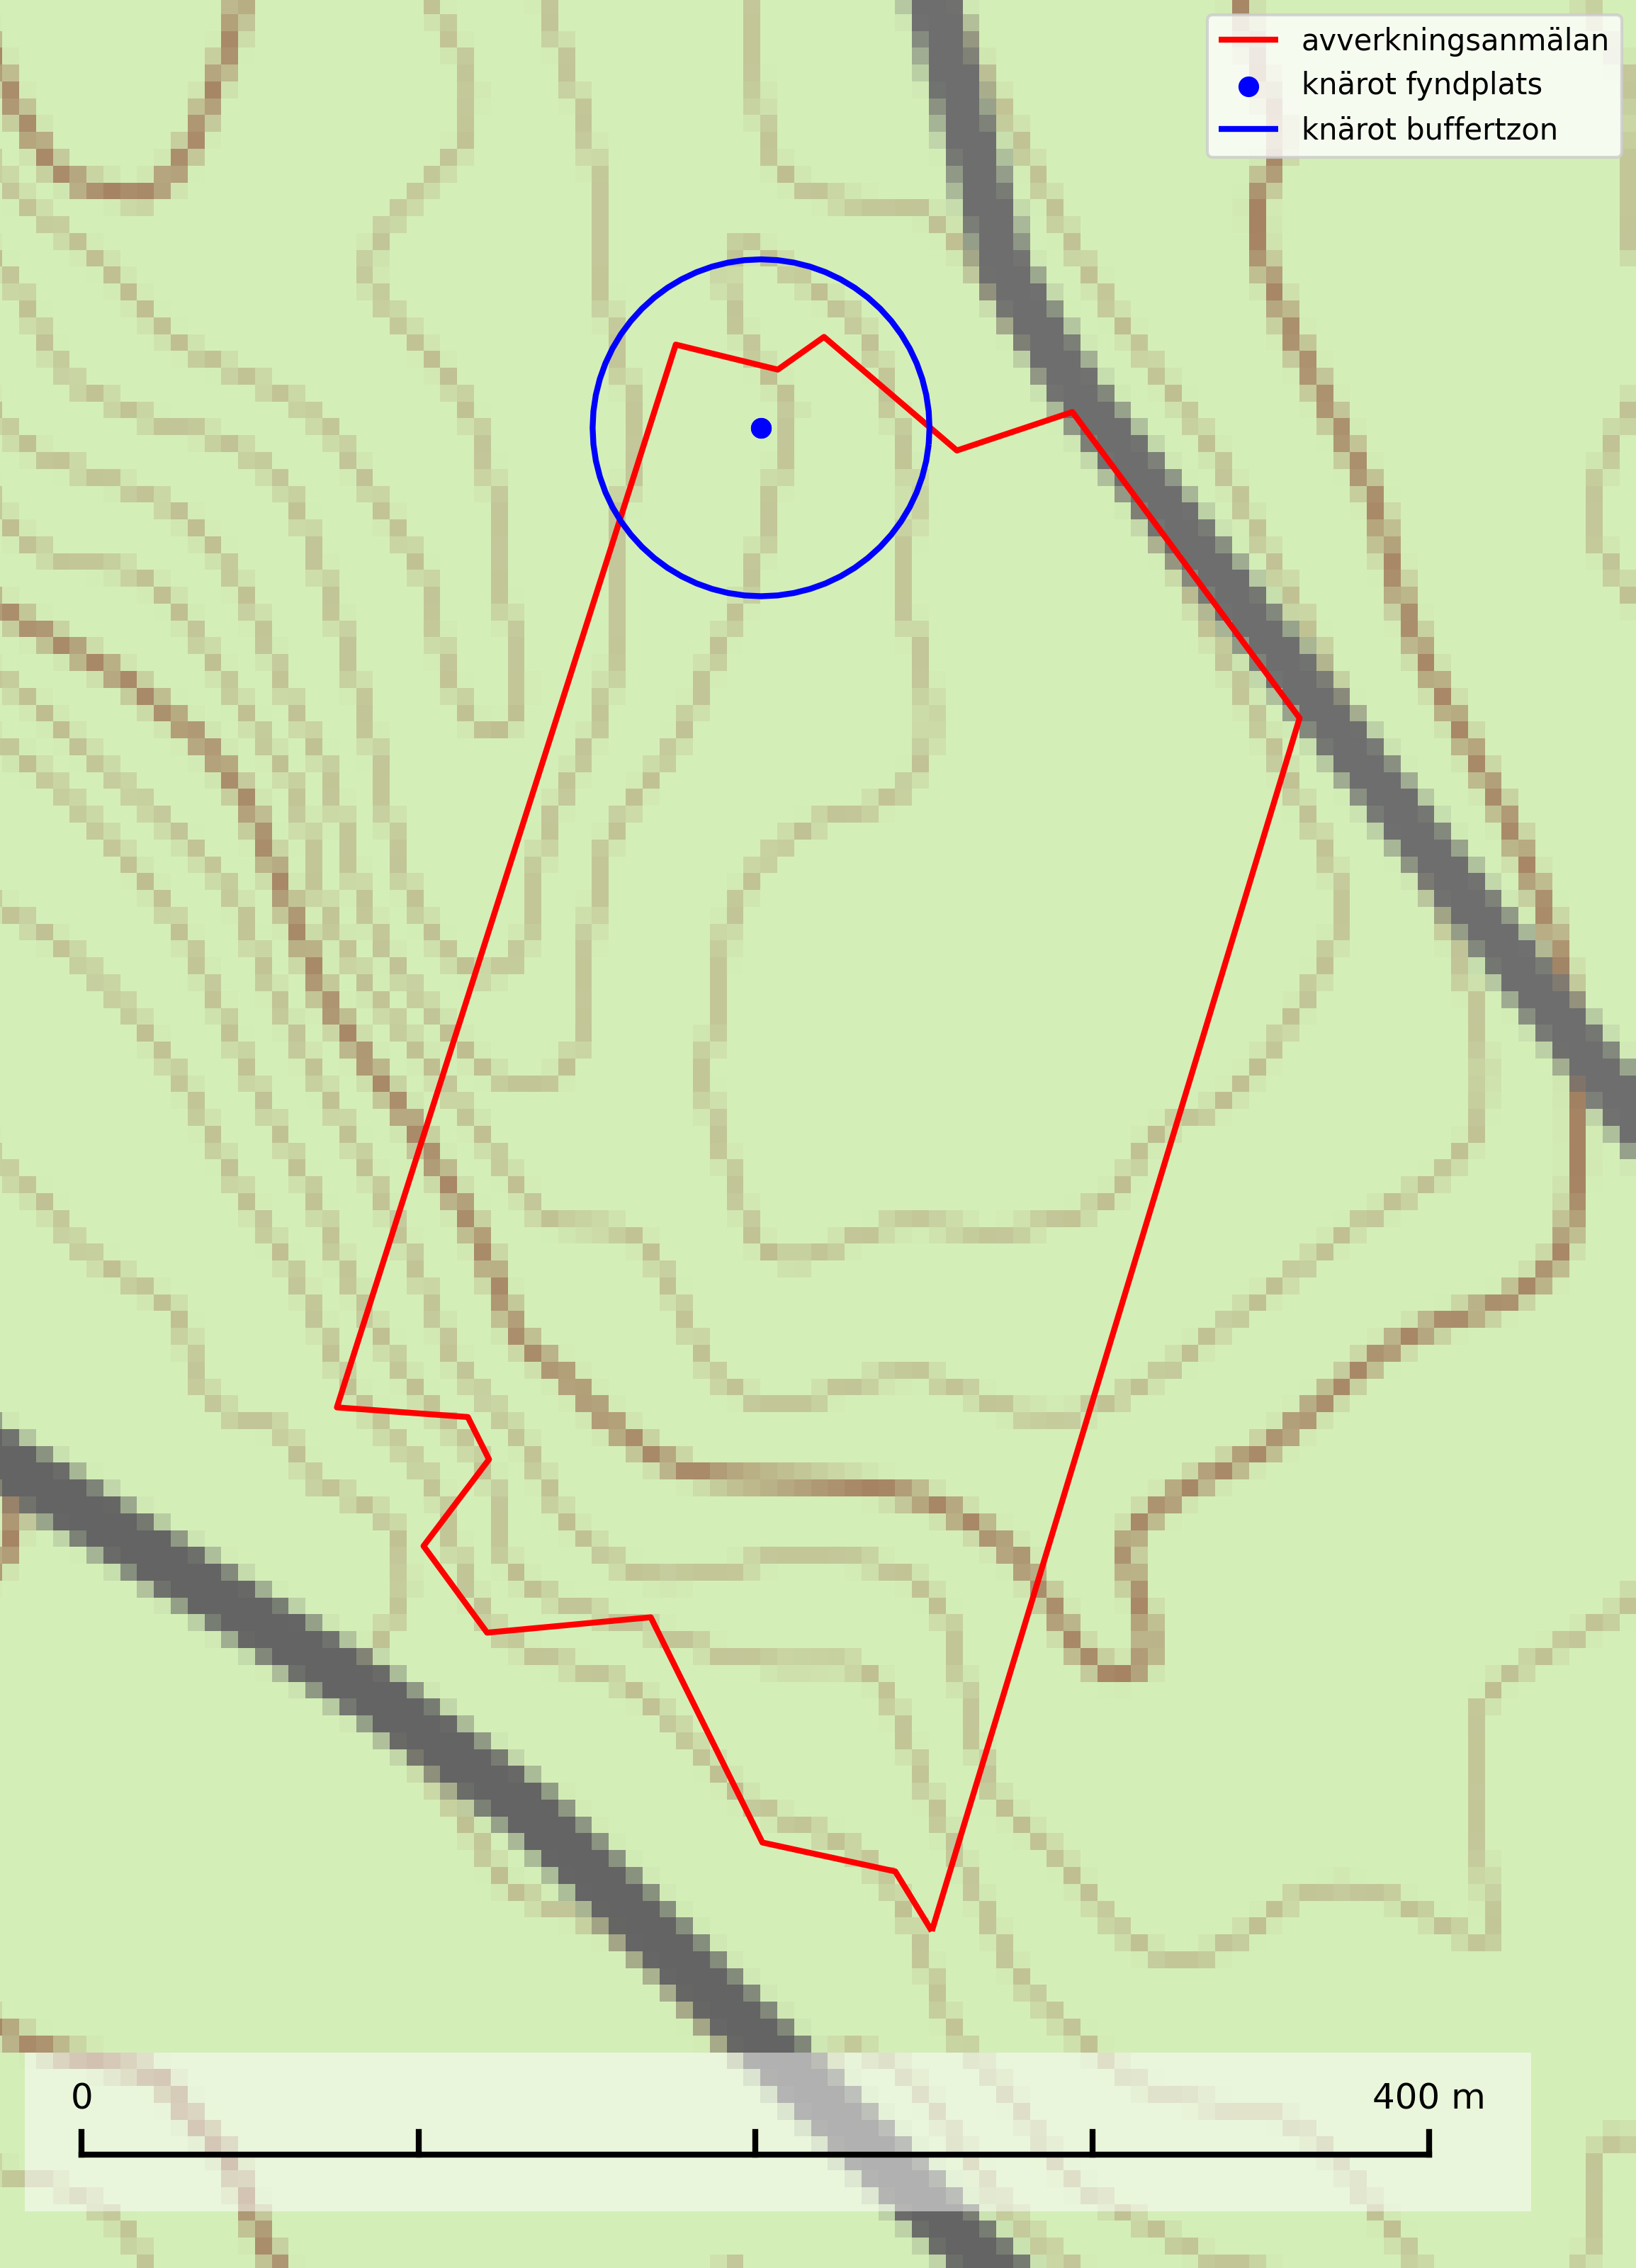 avverkningsanmälan
knärot fyndplats
knärot buffertzon
0
400 m